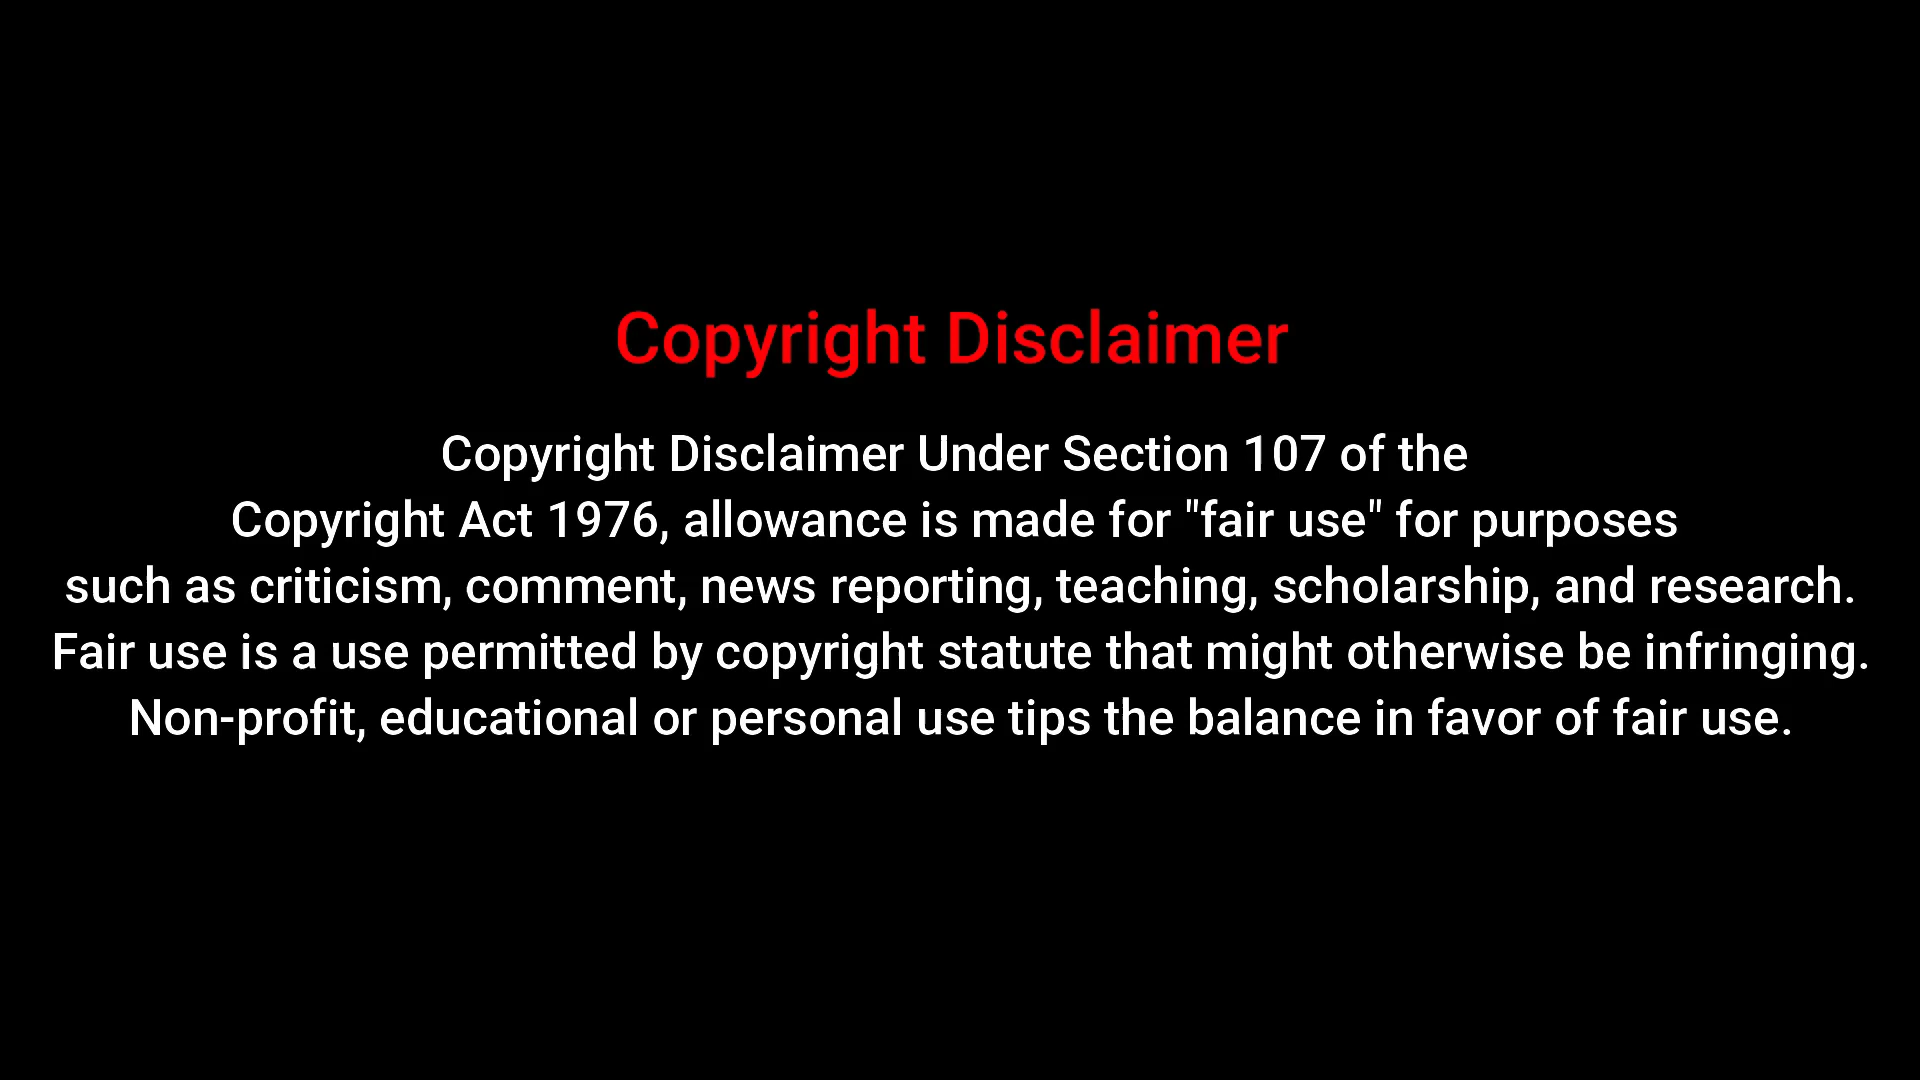 Copyright Disclaimer
Copyright Disclaimer Under Section 107 of the
Copyright Act 1976, allowance is made for "fair use" for purposes
such as criticism, comment, news reporting, teaching, scholarship, and research.
Fair use is a use permitted by copyright statute that might otherwise be infringing.
Non-profit, educational or personal use tips the balance in favor of fair use.